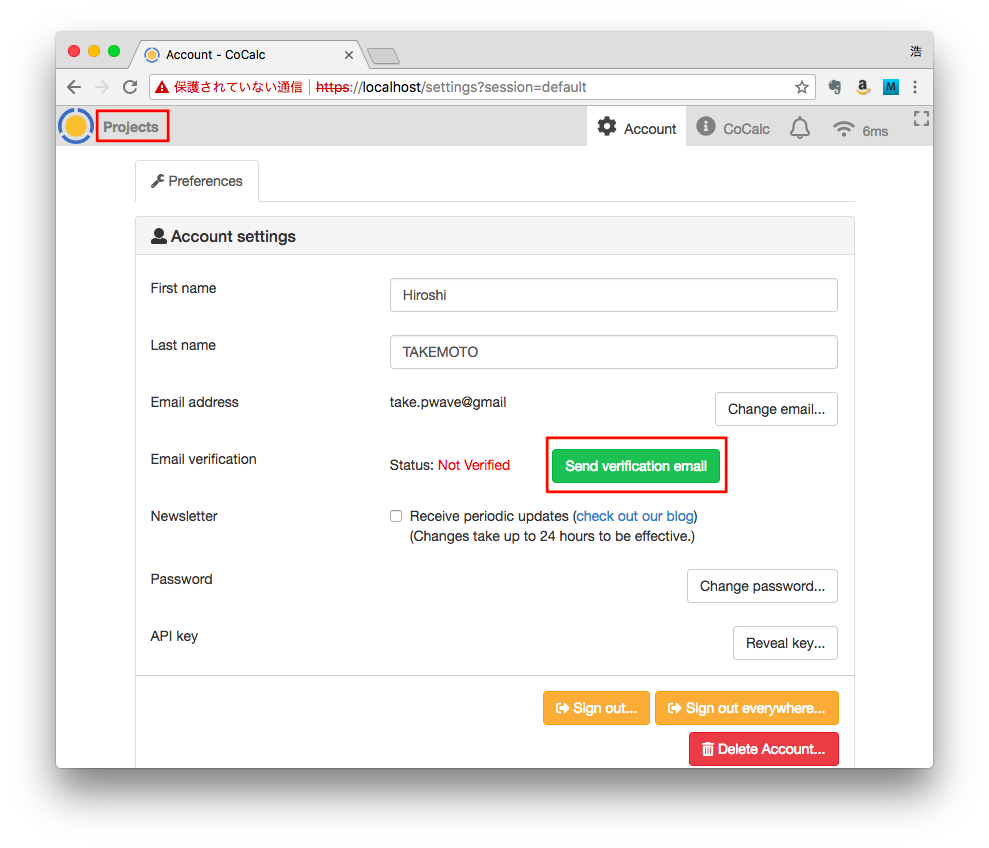 Account - CoCalc
浩
保護されていない通信 https://localhost/settings?session=default
Projects
Account
CoCalc
6ms
Preferences
Account settings
First name
Hiroshi
Last name
TAKEMOTO
Email address
take.pwave@gmail
Change email...
Email verification
Status: Not Verified
Send verification email
Newsletter
Receive periodic updates (check out our blog)
(Changes take up to 24 hours to be effective.)
Password
Change password...
API key
Reveal key...
Sign out...
Sign out everywhere...
Delete Account...